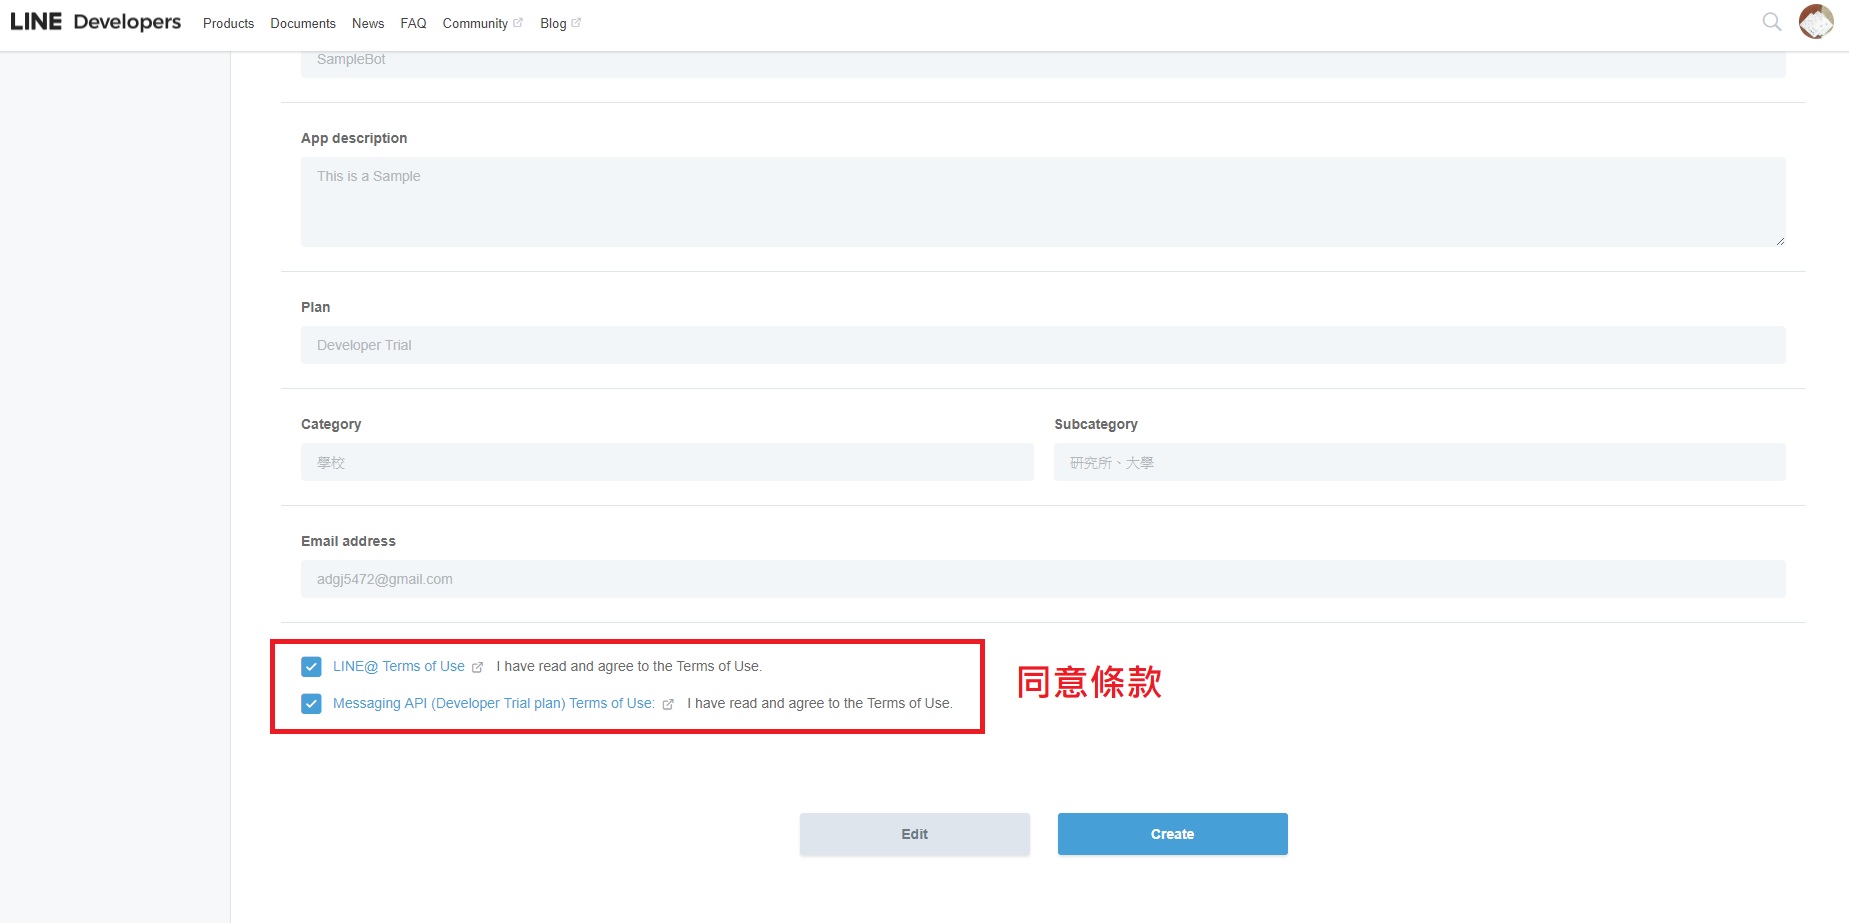 LINE Developers Products Documents News FAQ Community Blog
SampleBot
App description
This is a Sample
Plan
Developer Trial
Category Subcategory
學校 研究所、大學
Email address
adgj5472@gmail.com
LINE@ Terms of Use I have read and agree to the Terms of Use.
Messaging API (Developer Trial plan) Terms of Use: I have read and agree to the Terms of Use.
同意條款
Edit Create